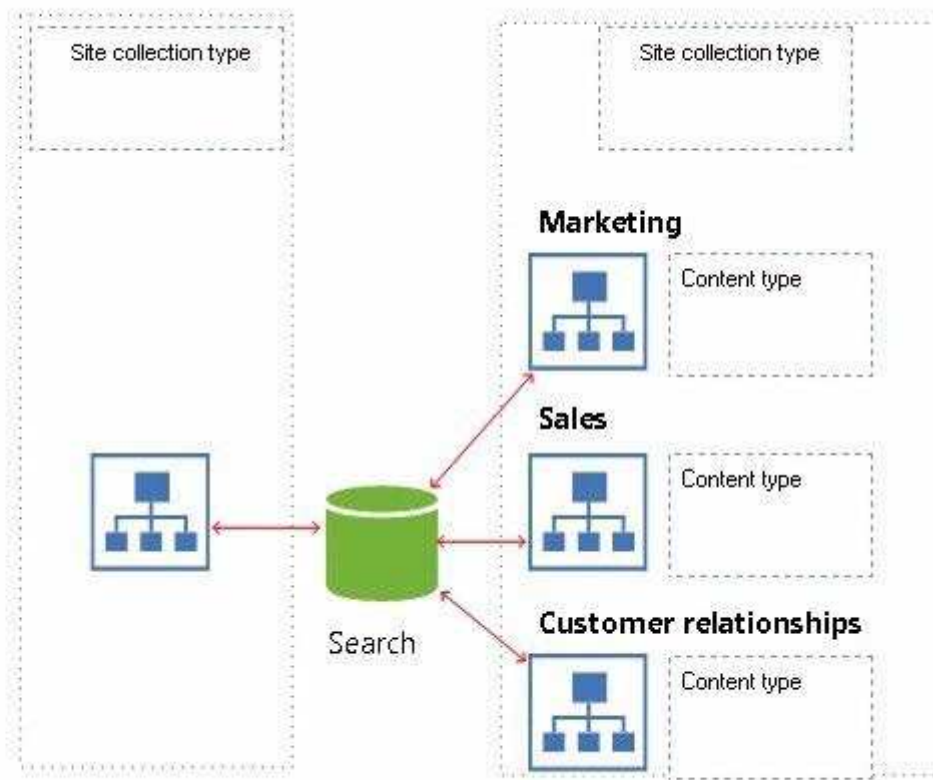 Site collection type
Site collection type
Marketing
Content type
Sales
Content type
Search
Customer relationships
Content type